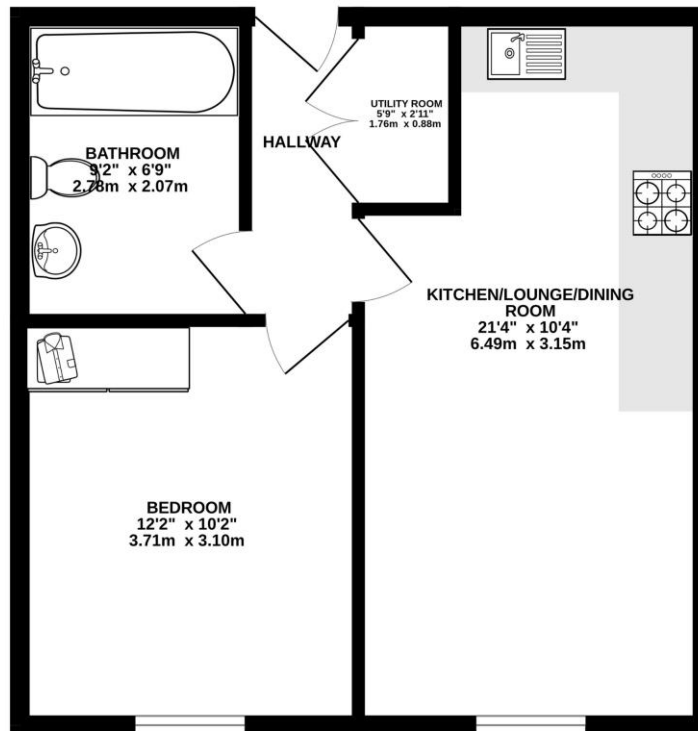 UTILITY ROOM
5'9" x 2'11"
1.76m x 0.88m
HALLWAY
BATHROOM
9'2" x 6'9"
2.78m x 2.07m
KITCHEN/LOUNGE/DINING
ROOM
21'4" x 10'4"
6.49m x 3.15m
BEDROOM
12'2" x 10'2"
3.71m x 3.10m